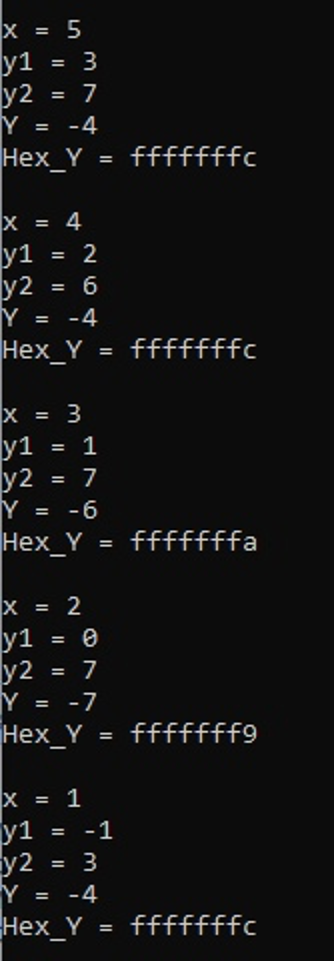 x = 5
y1 = 3
y2 = 7
Y = -4
Hex_Y = fffffffc
x = 4
y1 = 2
y2 = 6
Y = -4
Hex_Y = fffffffc
x = 3
y1 = 1
y2 = 7
Y = -6
Hex_Y = fffffffa
x = 2
y1 = 0
y2 = 7
Y = -7
Hex_Y = fffffff9
x = 1
y1 = -1
y2 = 3
Y = -4
Hex_Y = fffffffc